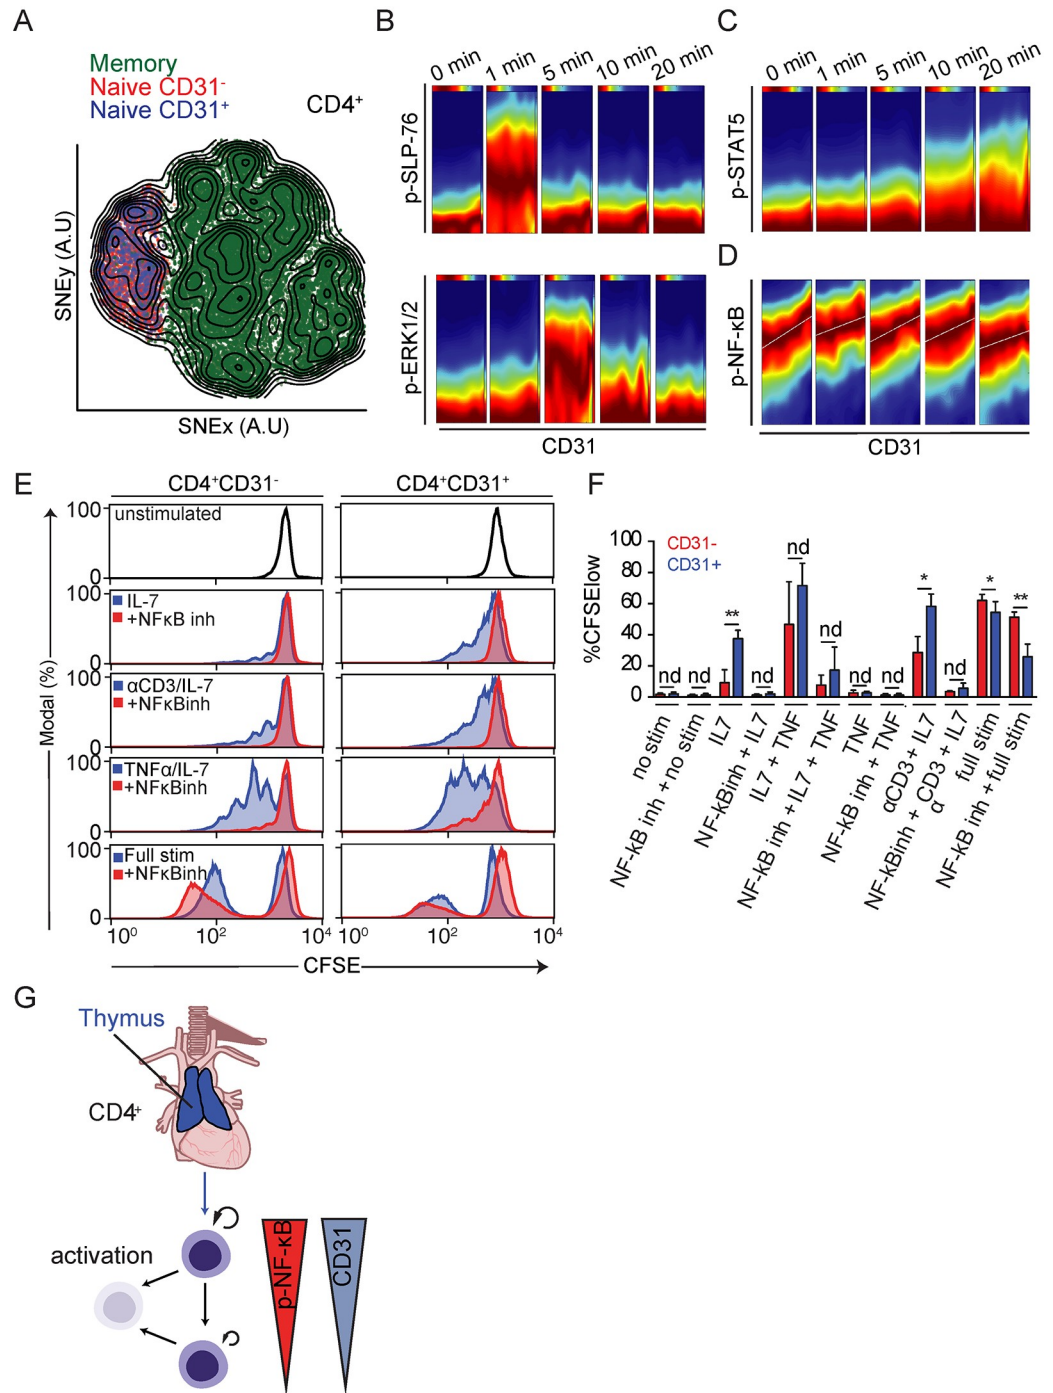 A
Memory
Naive CD31-
Naive CD31+
CD4+
SNEy (A.U)
SNEx (A.U)
B
0 min
1 min
5 min
10 min
20 min
p-SLP-76
p-ERK1/2
CD31
C
0 min
1 min
5 min
10 min
20 min
p-STAT5
D
p-NF-κB
CD31
E
CD4+CD31-
CD4+CD31+
100
unstimulated
0
100
IL-7
+NFκB inh
0
100
αCD3/IL-7
+NFκBinh
0
100
TNFα/IL-7
+NFκBinh
0
100
Full stim
+NFκBinh
0
Modal (%)
10^0
10^2
10^4
10^0
10^2
10^4
CFSE
F
CD31-
CD31+
%CFSElow
100
80
60
40
20
0
nd
nd
**
nd
nd
nd
nd
nd
*
nd
*
**
no stim
NF-kB inh + no stim
IL7
NF-kBinh + IL7
IL7 + TNF
NF-kB inh + IL7 + TNF
TNF
NF-kB inh + TNF
αCD3 + IL7
NF-kBinh + αCD3 + IL7
full stim
NF-kB inh + full stim
G
Thymus
CD4+
activation
p-NF-κB
CD31